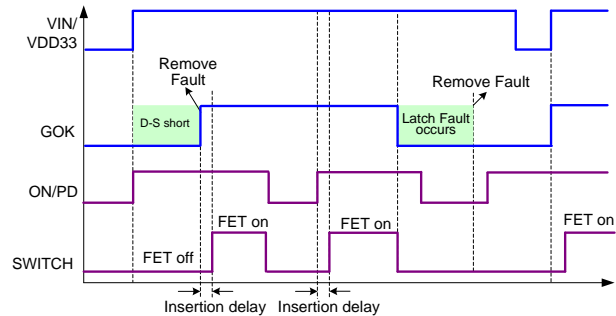 VIN/
VDD33
Remove
Fault
Remove Fault
D-S short
Latch Fault
occurs
GOK
ON/PD
FET on
FET on
FET on
FET off
SWITCH
Insertion delay
Insertion delay